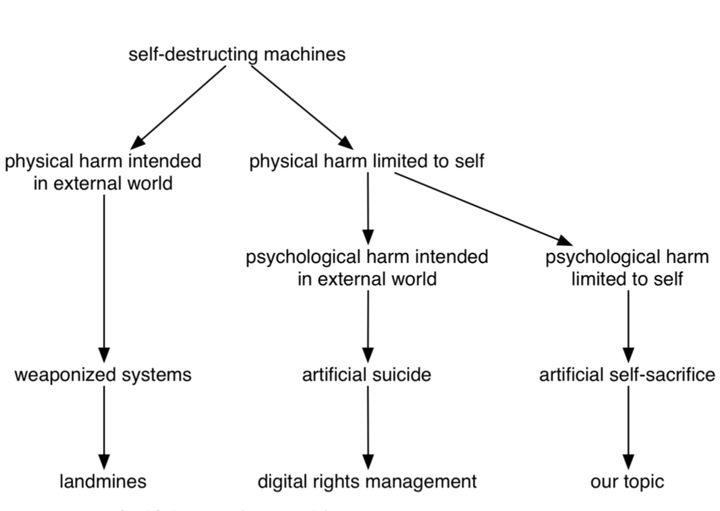 self-destructing machines
physical harm intended
in external world
physical harm limited to self
psychological harm intended
in external world
psychological harm
limited to self
weaponized systems
artificial suicide
artificial self-sacrifice
landmines
digital rights management
our topic